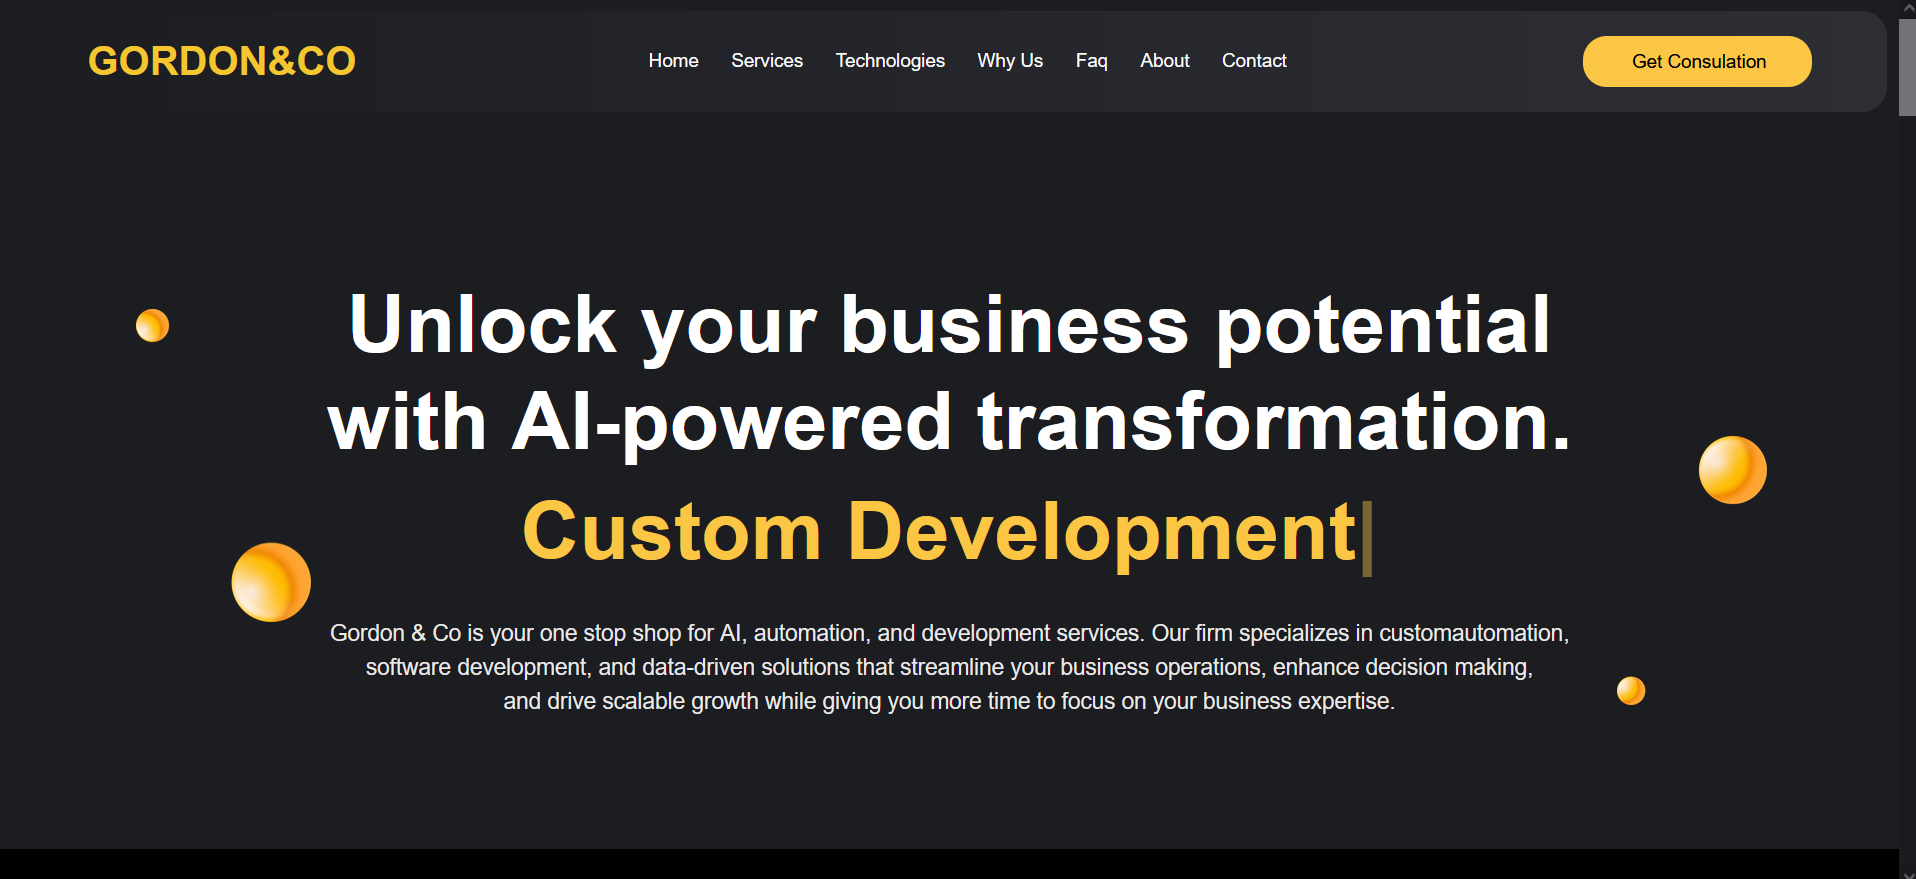 GORDON&CO
Home Services Technologies Why Us Faq About Contact
Get Consulation
Unlock your business potential
with AI-powered transformation.
Custom Development|
Gordon & Co is your one stop shop for AI, automation, and development services. Our firm specializes in customautomation,
software development, and data-driven solutions that streamline your business operations, enhance decision making,
and drive scalable growth while giving you more time to focus on your business expertise.